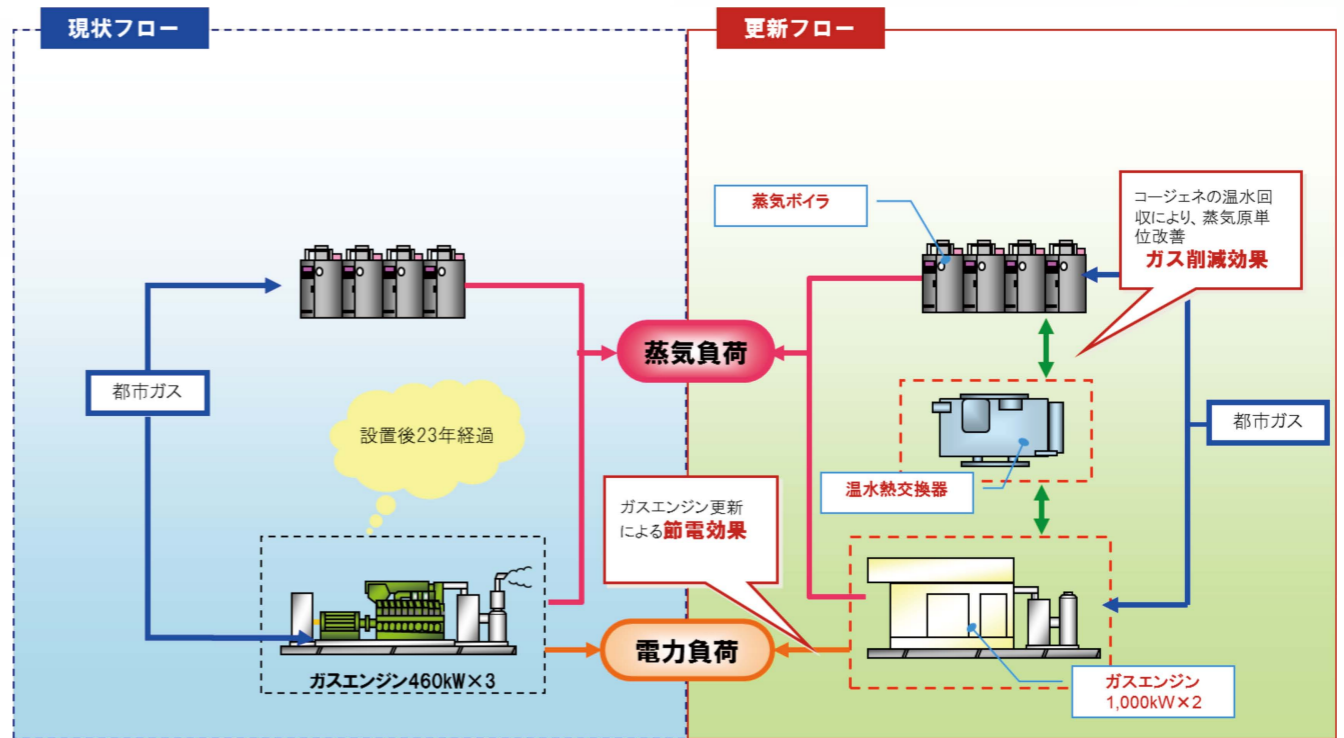 現状フロー
都市ガス
設置後23年経過
ガスエンジン460kW×3
蒸気負荷
電力負荷
更新フロー
蒸気ボイラ
コージェネの温水回
収により、蒸気原単
位改善
ガス削減効果
都市ガス
温水熱交換器
ガスエンジン更新
による節電効果
ガスエンジン
1,000kW×2